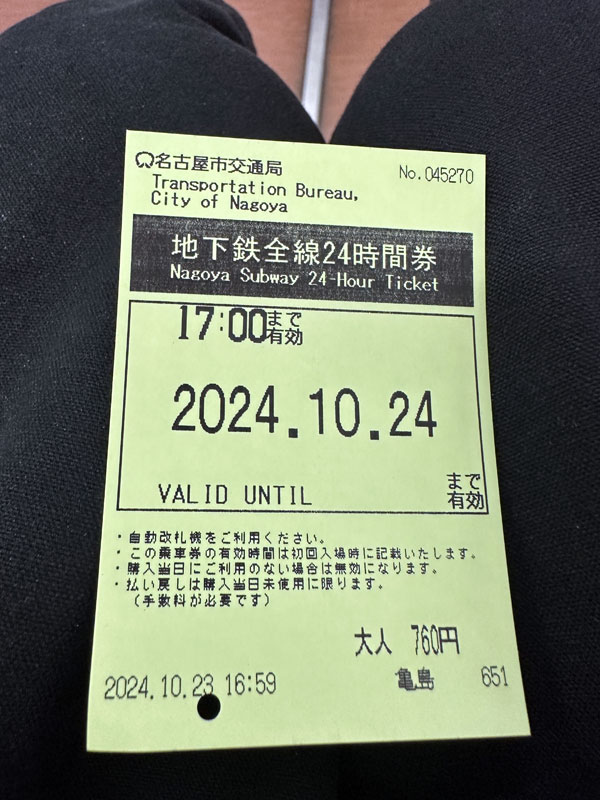 名古屋市交通局
No.045270
Transportation Bureau,
City of Nagoya
地下鉄全線24時間券
Nagoya Subway 24-Hour Ticket
17:00まで有効
2024.10.24
VALID UNTIL
まで有効
・自動改札機をご利用ください。
・この乗車券の有効時間は初回入場時に記載いたします。
・購入当日にご利用のない場合は無効になります。
・払い戻しは購入当日未使用に限ります。
（手数料が必要です）
大人 760円
2024.10.23 16:59
亀島
651